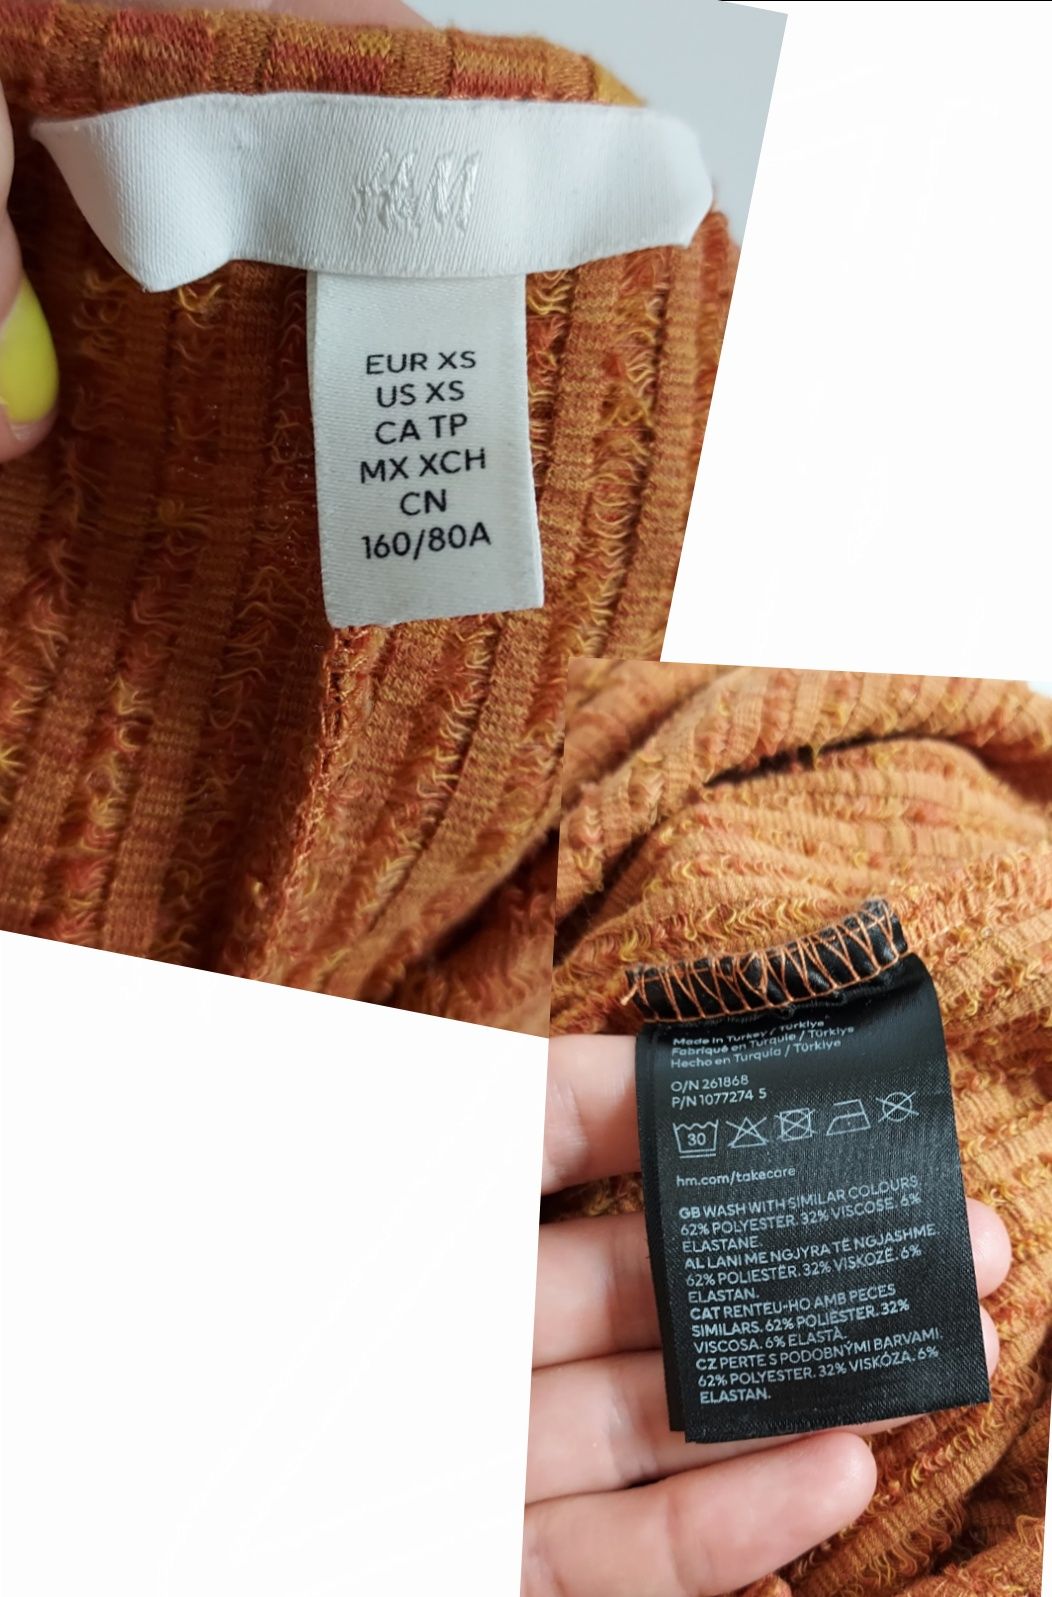 H&M
EUR XS
US XS
CA TP
MX XCH
CN
160/80A
Made in Turkey / Türkiye
Fabriqué en Turquie / Türkiye
Hecho en Turquía / Türkiye
O/N 261868
P/N 1077274 5
30
hm.com/takecare
GB WASH WITH SIMILAR COLOURS.
62% POLYESTER. 32% VISCOSE. 6%
ELASTANE.
AL LANI ME NGJYRA TË NGJASHME.
62% POLIESTËR. 32% VISKOZË. 6%
ELASTAN.
CAT RENTEU-HO AMB PECES
SIMILARS. 62% POLIÈSTER. 32%
VISCOSA. 6% ELASTÀ.
CZ PERTE S PODOBNÝMI BARVAMI.
62% POLYESTER. 32% VISKÓZA. 6%
ELASTAN.